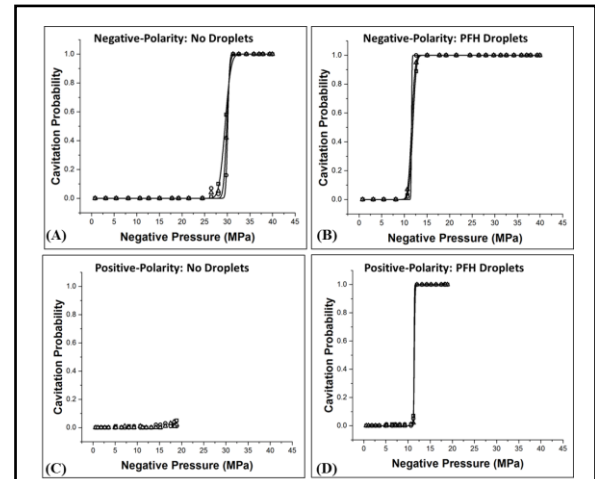 Negative-Polarity: No Droplets
Cavitation Probability
1.0
0.8
0.6
0.4
0.2
0.0
0 5 10 15 20 25 30 35 40 45
(A)
Negative Pressure (MPa)
Negative-Polarity: PFH Droplets
Cavitation Probability
1.0
0.8
0.6
0.4
0.2
0.0
0 5 10 15 20 25 30 35 40 45
(B)
Negative Pressure (MPa)
Positive-Polarity: No Droplets
Cavitation Probability
1.0
0.8
0.6
0.4
0.2
0.0
0 5 10 15 20 25 30 35 40 45
(C)
Negative Pressure (MPa)
Positive-Polarity: PFH Droplets
Cavitation Probability
1.0
0.8
0.6
0.4
0.2
0.0
0 5 10 15 20 25 30 35 40 45
(D)
Negative Pressure (MPa)